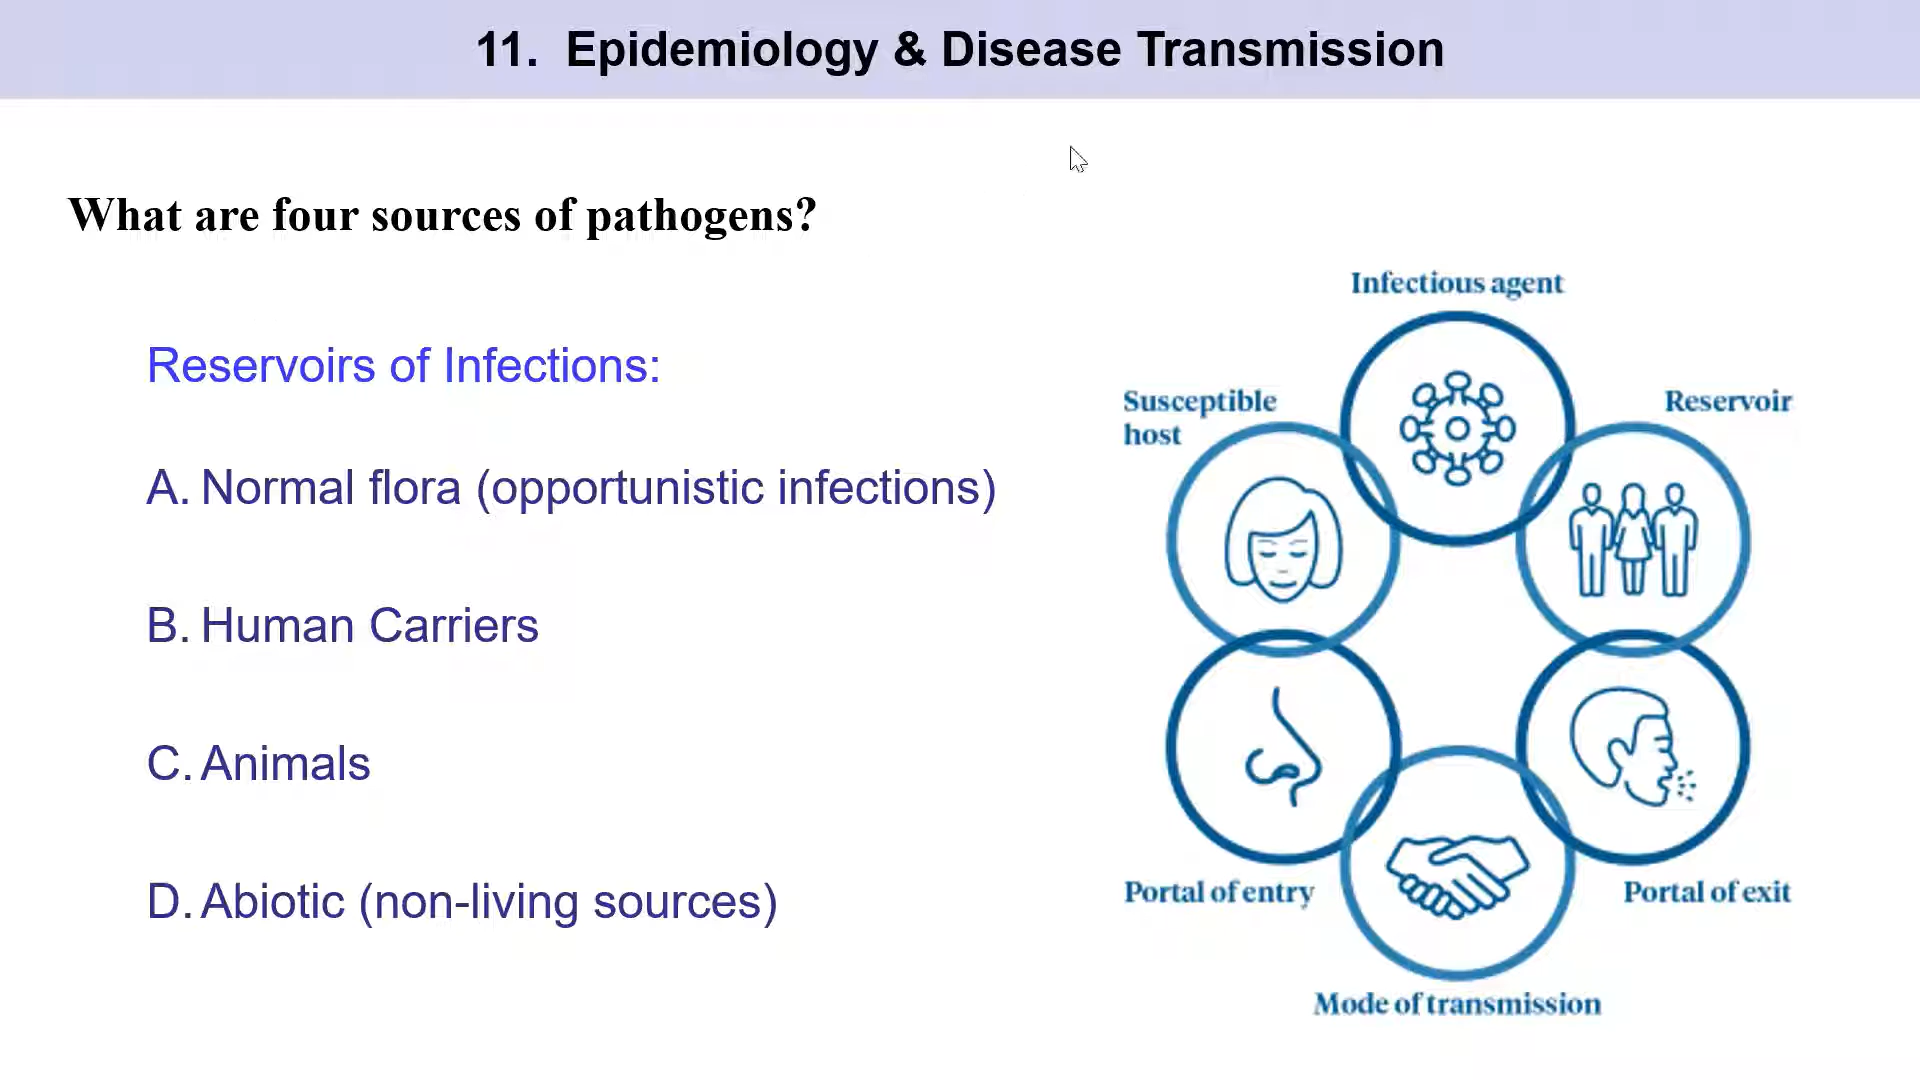 11. Epidemiology & Disease Transmission
What are four sources of pathogens?
Reservoirs of Infections:
A. Normal flora (opportunistic infections)
B. Human Carriers
C. Animals
D. Abiotic (non-living sources)
Infectious agent
Susceptible
host
Reservoir
Portal of entry
Portal of exit
Mode of transmission